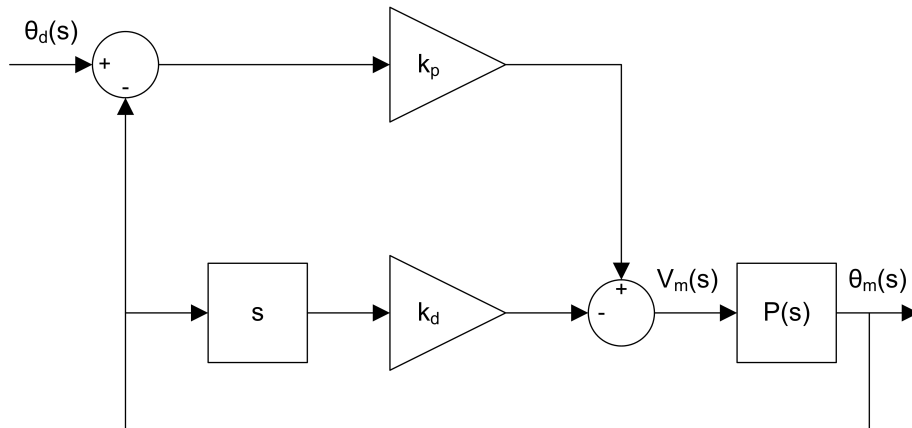 θd(s)
+
-
kp
s
kd
+
-
Vm(s)
P(s)
θm(s)